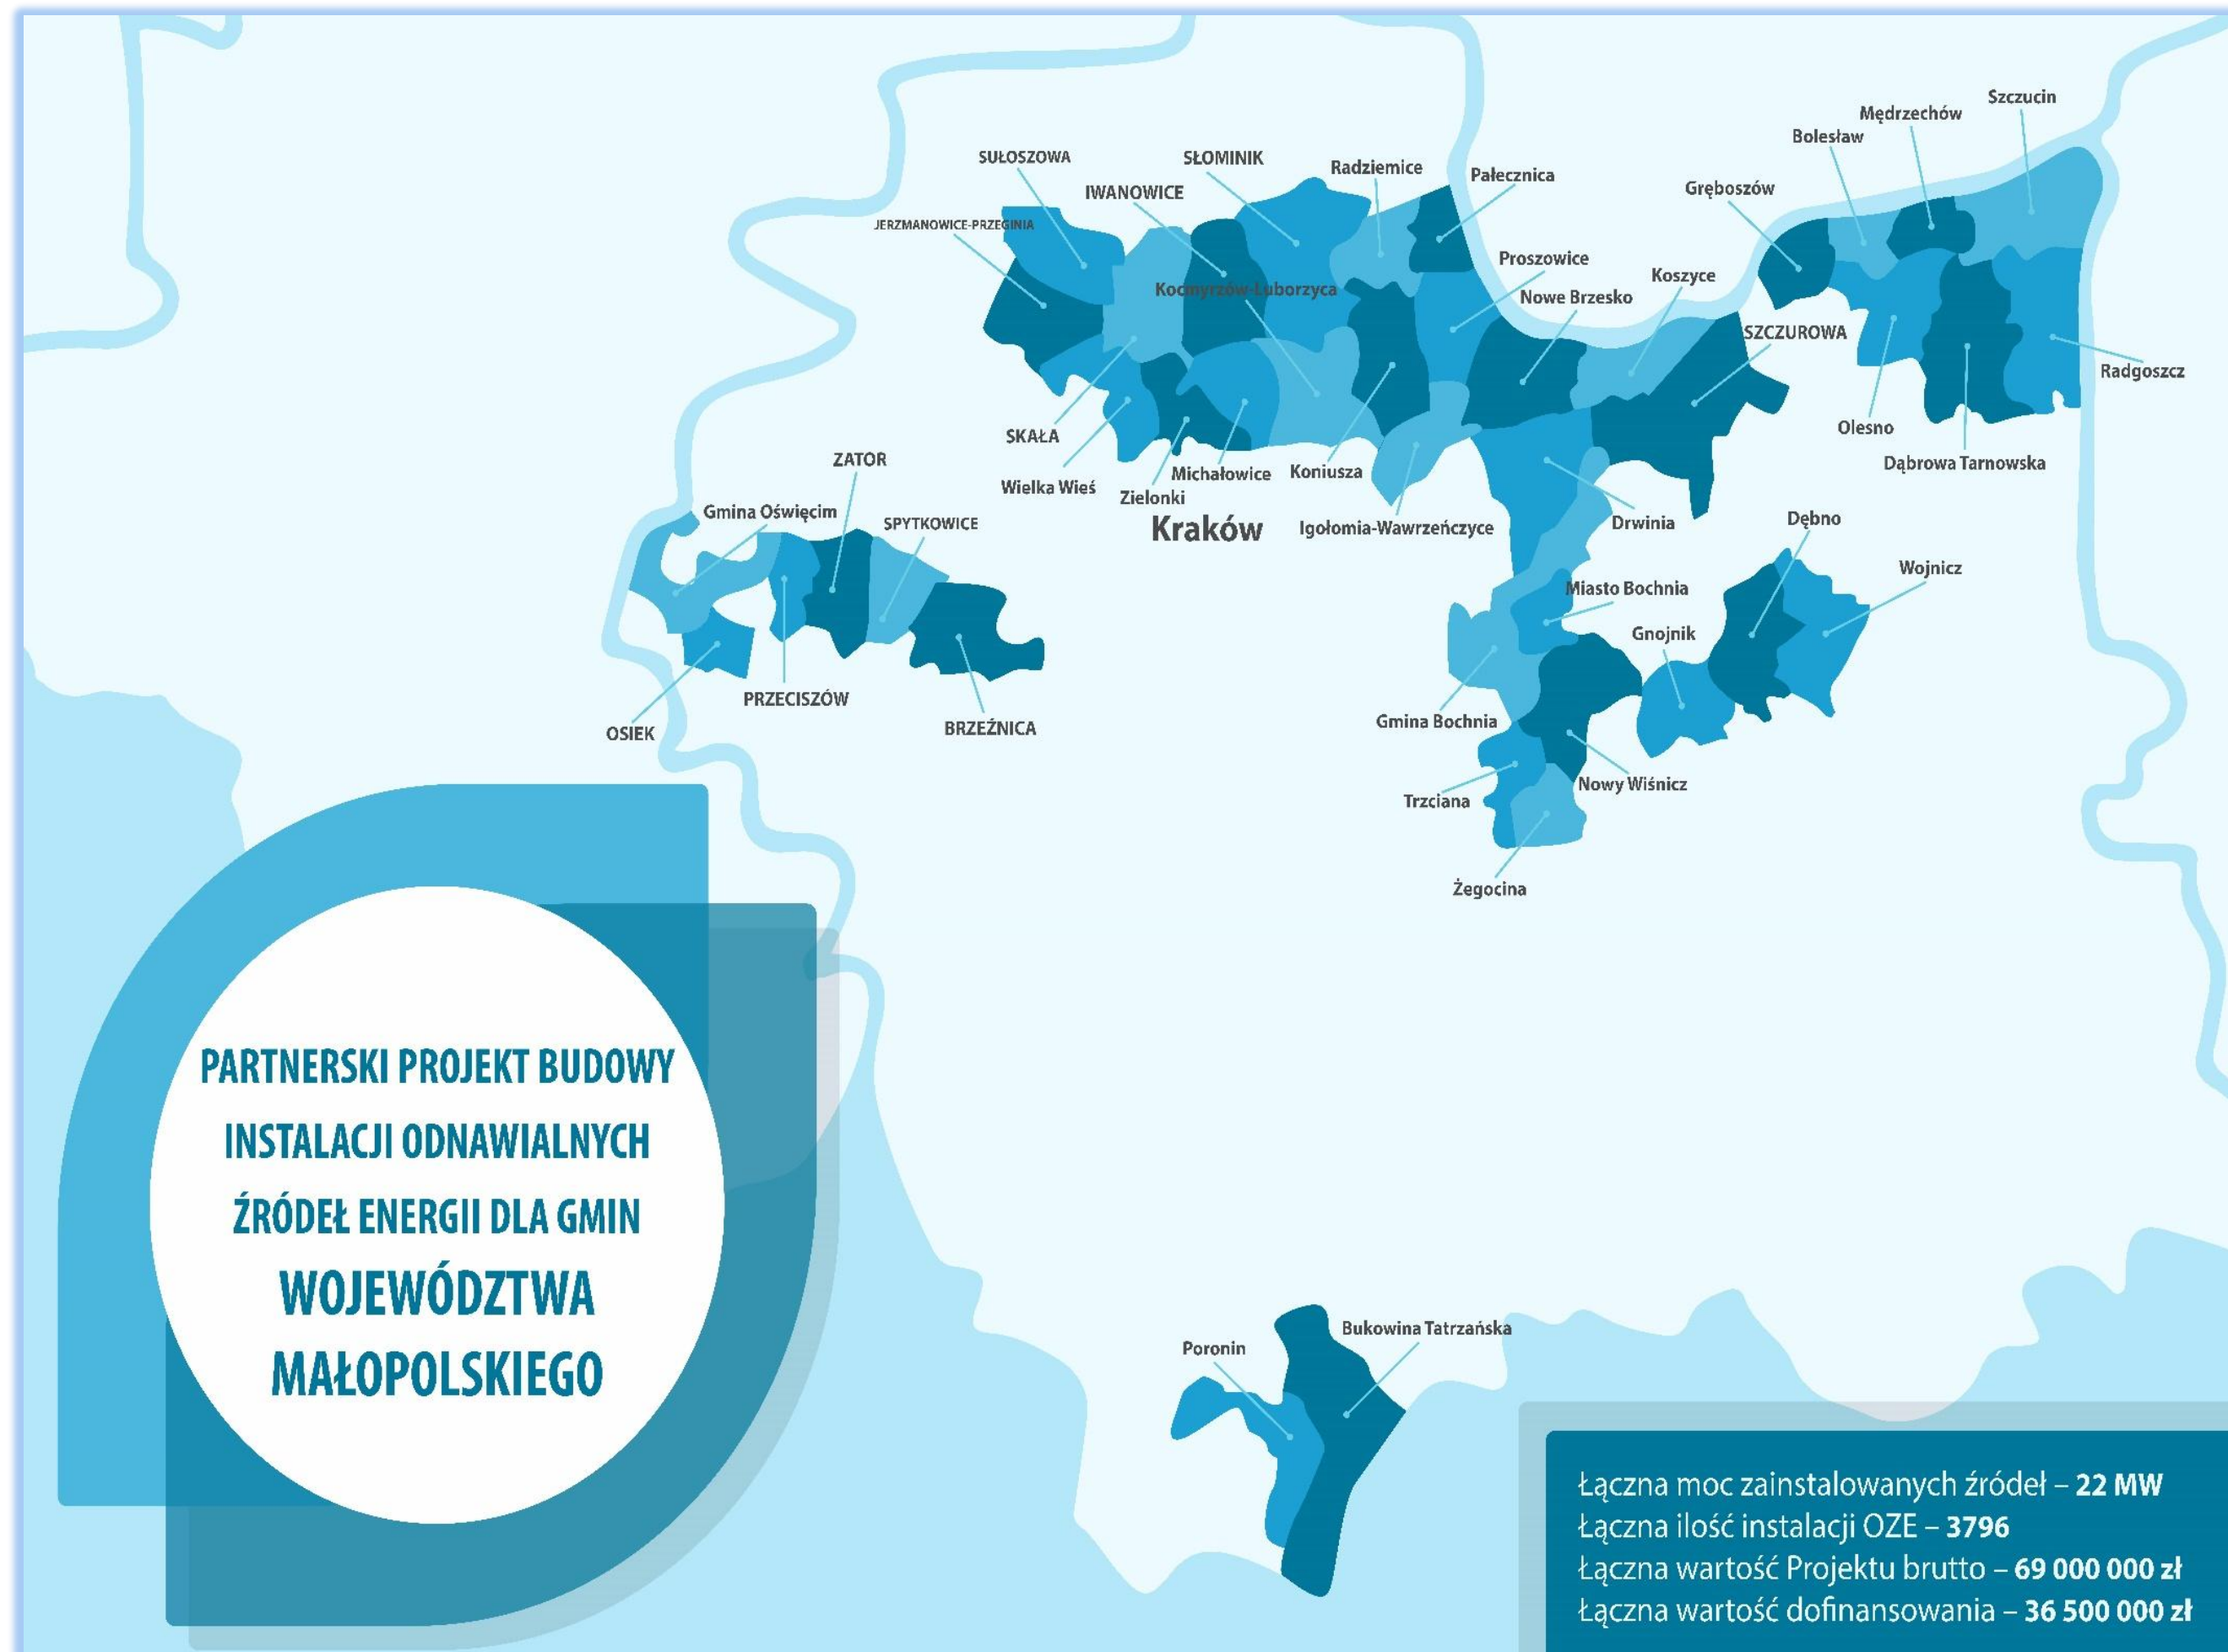 Szczucin
Mędrzechów
Bolesław
SUŁOSZOWA
SŁOMINIK
Radziemice
Pałecznica
IWANOWICE
Gręboszów
JERZMANOWICE-PRZEGINIA
Proszowice
Koszyce
Kocmyrzów-Luborzyca
Nowe Brzesko
SZCZUROWA
Radgoszcz
SKAŁA
Olesno
ZATOR
Dąbrowa Tarnowska
Michałowice
Koniusza
Wielka Wieś
Zielonki
Gmina Oświęcim
SPYTKOWICE
Kraków
Igołomia-Wawrzeńczyce
Drwinia
Dębno
Wojnicz
Miasto Bochnia
Gnojnik
PRZECISZÓW
Gmina Bochnia
OSIEK
BRZEŹNICA
Nowy Wiśnicz
Trzciana
Żegocina
PARTNERSKI PROJEKT BUDOWY
INSTALACJI ODNAWIALNYCH
ŹRÓDEŁ ENERGII DLA GMIN
WOJEWÓDZTWA
MAŁOPOLSKIEGO
Bukowina Tatrzańska
Poronin
Łączna moc zainstalowanych źródeł – 22 MW
Łączna ilość instalacji OZE – 3796
Łączna wartość Projektu brutto – 69 000 000 zł
Łączna wartość dofinansowania – 36 500 000 zł